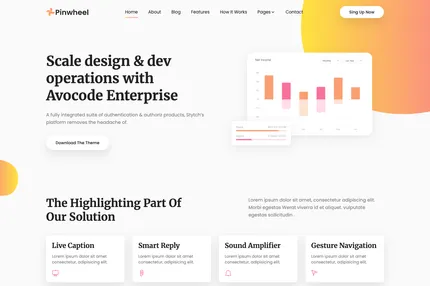 Pinwheel
Home About Blog Features How It Works Pages Contact
Sing Up Now
Scale design & dev
operations with
Avocode Enterprise
A fully integrated suite of authentication & authoriz products, Stytch's
platform removes the headache of.
Download The Theme
The Highlighting Part Of
Our Solution
Lorem ipsum dolor sit amet, consectetur adipiscing elit.
Morbi egestas Werat viverra id et aliquet. vulputate
egestas sollicitudin.
Live Caption
Lorem ipsum dolor sit amet,
consectetur adipiscing elit.
Smart Reply
Lorem ipsum dolor sit amet,
consectetur adipiscing elit.
Sound Amplifier
Lorem ipsum dolor sit amet,
consectetur adipiscing elit.
Gesture Navigation
Lorem ipsum dolor sit amet,
consectetur adipiscing elit.